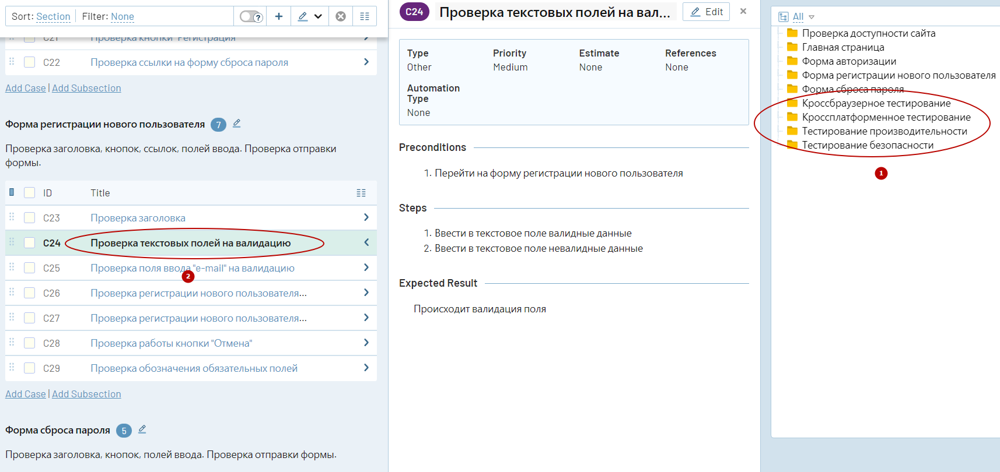 Sort: Section
Filter: None
C21 Проверка кнопки "Регистрация"
C22 Проверка ссылки на форму сброса пароля
Add Case | Add Subsection
Форма регистрации нового пользователя 7
Проверка заголовка, кнопок, ссылок, полей ввода. Проверка отправки
формы.
ID Title
C23 Проверка заголовка
C24 Проверка текстовых полей на валидацию
C25 Проверка поля ввода "e-mail" на валидацию
2
C26 Проверка регистрации нового пользователя...
C27 Проверка регистрации нового пользователя...
C28 Проверка работы кнопки "Отмена"
C29 Проверка обозначения обязательных полей
Add Case | Add Subsection
Форма сброса пароля 5
Проверка заголовка, кнопок, полей ввода. Проверка отправки формы.
C24 Проверка текстовых полей на вал... Edit
Type Priority Estimate References
Other Medium None None
Automation
Type
None
Preconditions
1. Перейти на форму регистрации нового пользователя
Steps
1. Ввести в текстовое поле валидные данные
2. Ввести в текстовое поле невалидные данные
Expected Result
Происходит валидация поля
All
Проверка доступности сайта
Главная страница
Форма авторизации
Форма регистрации нового пользователя
Форма сброса пароля
Кроссбраузерное тестирование
Кроссплатформенное тестирование
Тестирование производительности
Тестирование безопасности
1